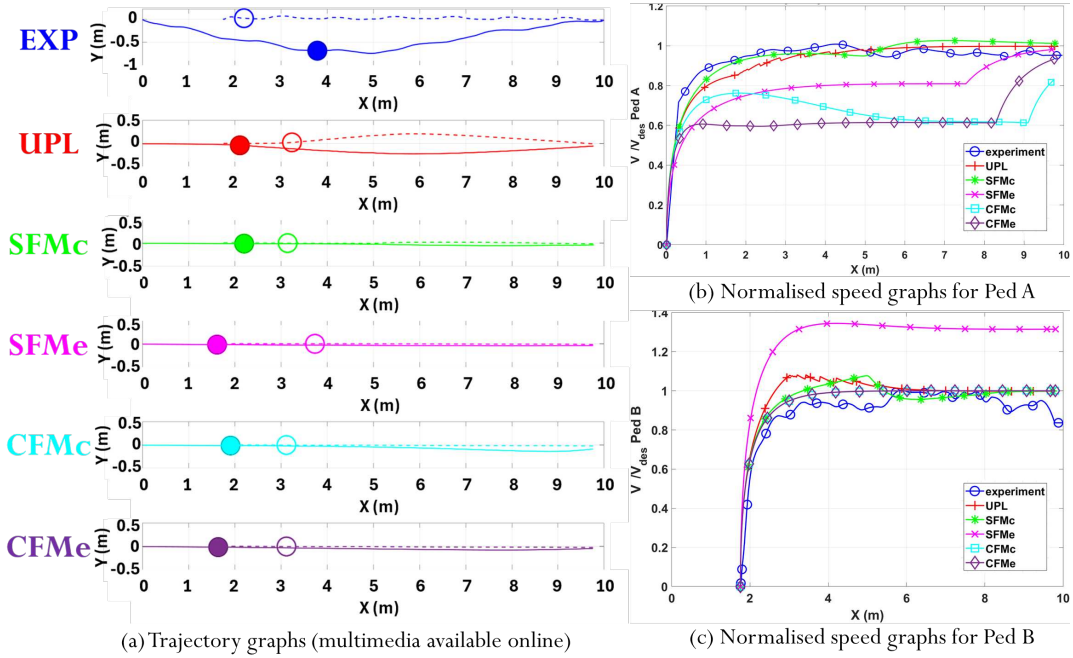 EXP
Y (m)
0
-0.5
-1
0 1 2 3 4 5 6 7 8 9 10
X (m)
UPL
Y (m)
0.5
0
-0.5
0 1 2 3 4 5 6 7 8 9 10
X (m)
SFMc
Y (m)
0.5
0
-0.5
0 1 2 3 4 5 6 7 8 9 10
X (m)
SFMe
Y (m)
0.5
0
-0.5
0 1 2 3 4 5 6 7 8 9 10
X (m)
CFMc
Y (m)
0.5
0
-0.5
0 1 2 3 4 5 6 7 8 9 10
X (m)
CFMe
Y (m)
0.5
0
-0.5
0 1 2 3 4 5 6 7 8 9 10
X (m)
(a) Trajectory graphs (multimedia available online)
V /V des Ped A
1.2
1
0.8
0.6
0.4
0.2
0
experiment
UPL
SFMc
SFMe
CFMc
CFMe
0 1 2 3 4 5 6 7 8 9 10
X (m)
(b) Normalised speed graphs for Ped A
V /V des Ped B
1.4
1.2
1
0.8
0.6
0.4
0.2
0
experiment
UPL
SFMc
SFMe
CFMc
CFMe
0 2 4 6 8 10
X (m)
(c) Normalised speed graphs for Ped B